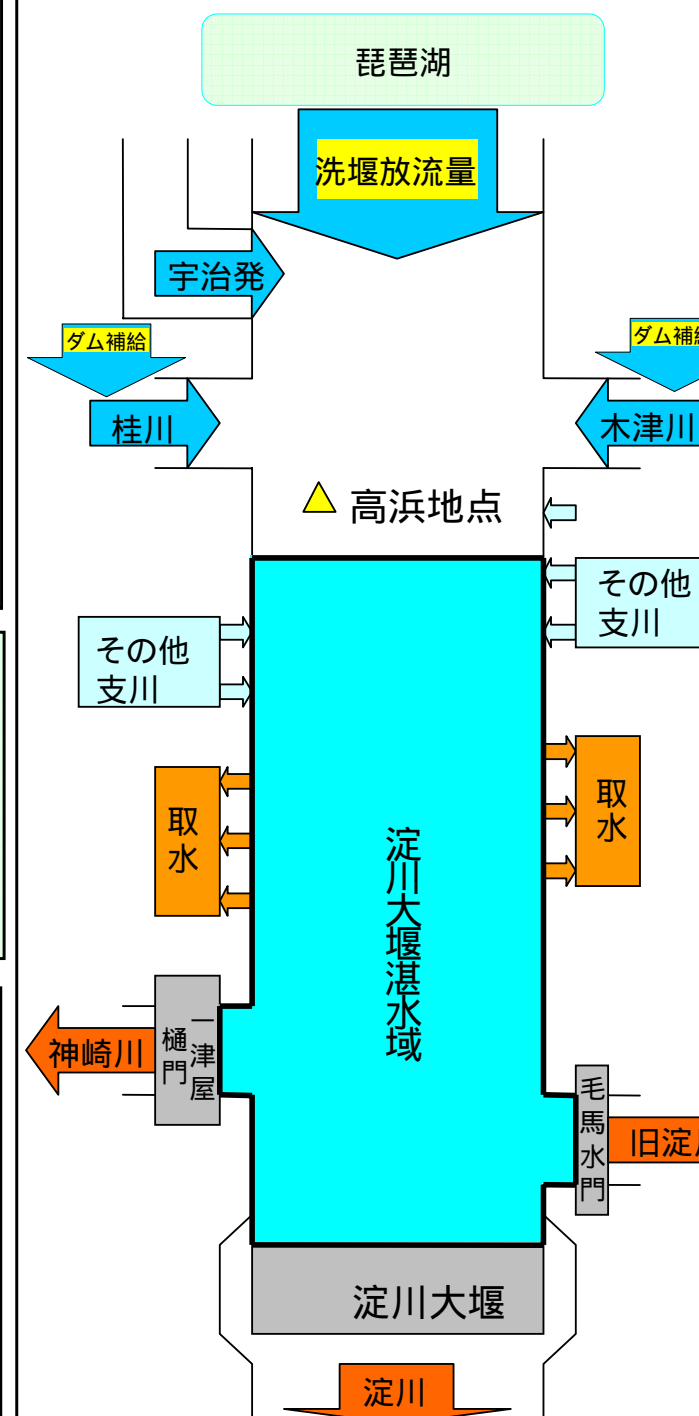 琵琶湖
洗堰放流量
宇治発
ダム補給
ダム補給
桂川
木津川
高浜地点
その他
支川
その他
支川
取水
取水
淀川大堰湛水域
神崎川
一津屋
樋門
毛馬水門
旧淀川
淀川大堰
淀川